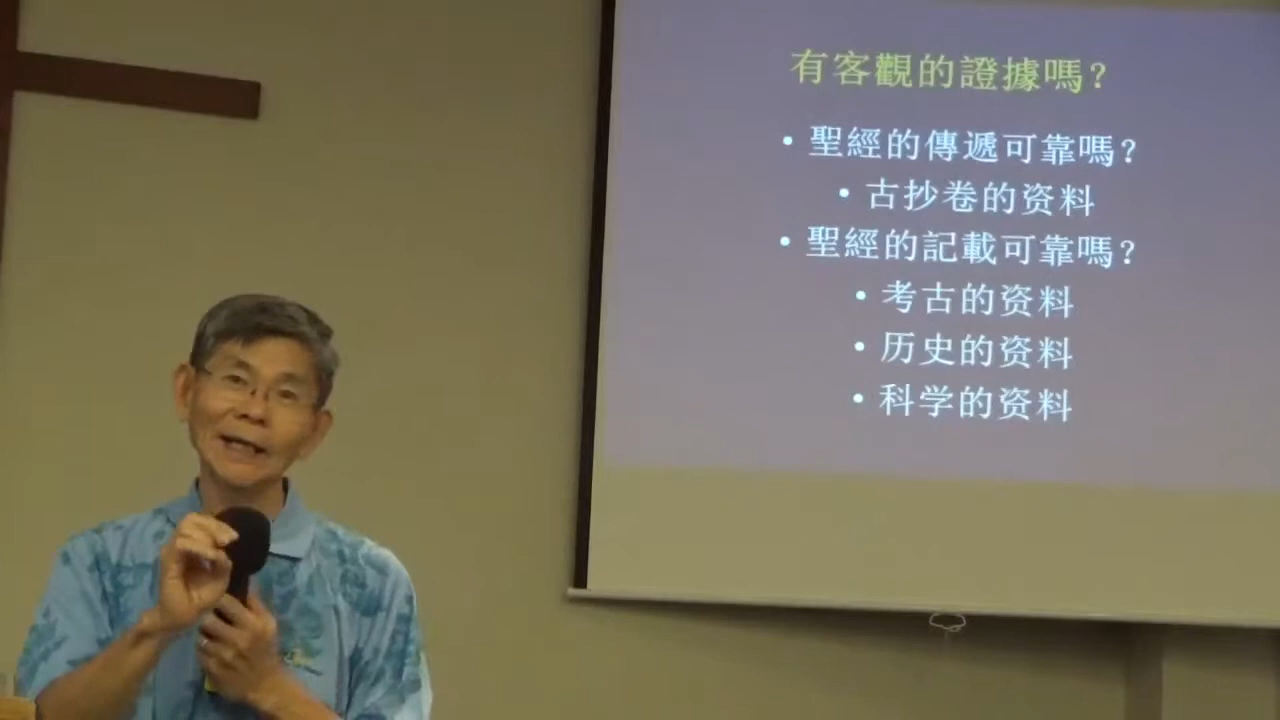 有客觀的證據嗎？
• 聖經的傳遞可靠嗎？
• 古抄卷的资料
• 聖經的記載可靠嗎？
• 考古的资料
• 历史的资料
• 科学的资料